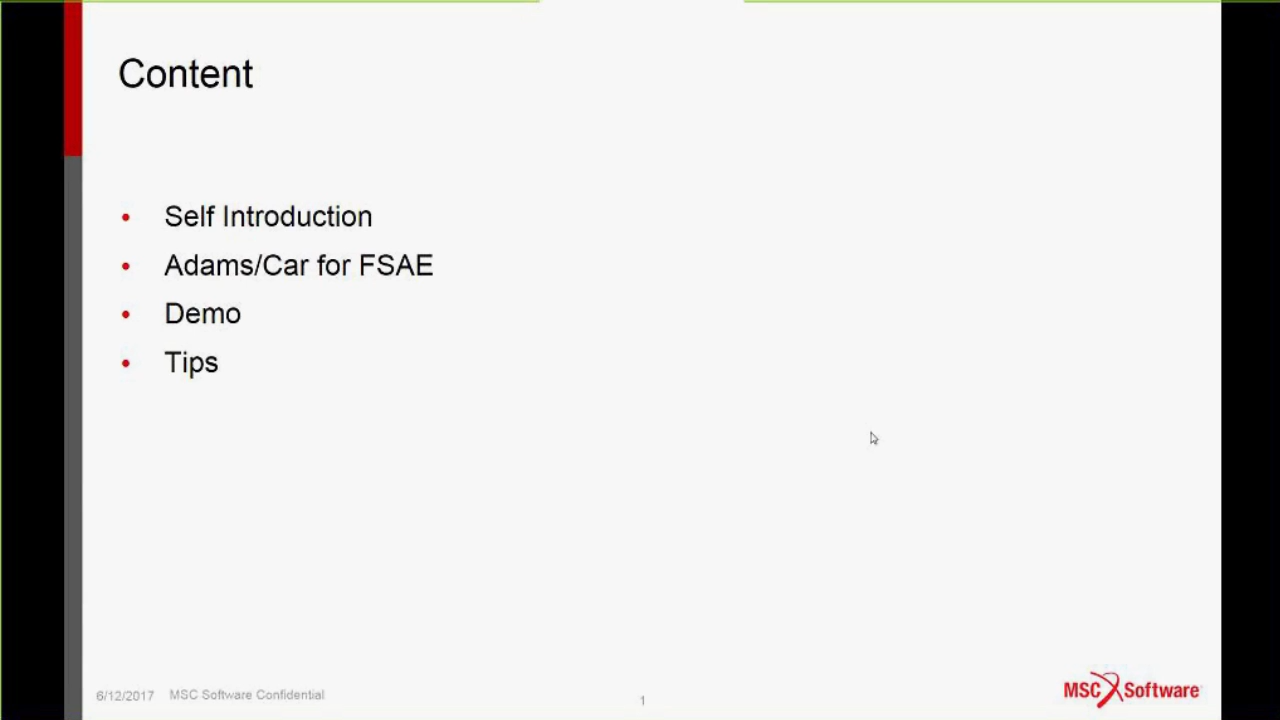 Content
• Self Introduction
• Adams/Car for FSAE
• Demo
• Tips
6/12/2017 MSC Software Confidential
1
MSC Software